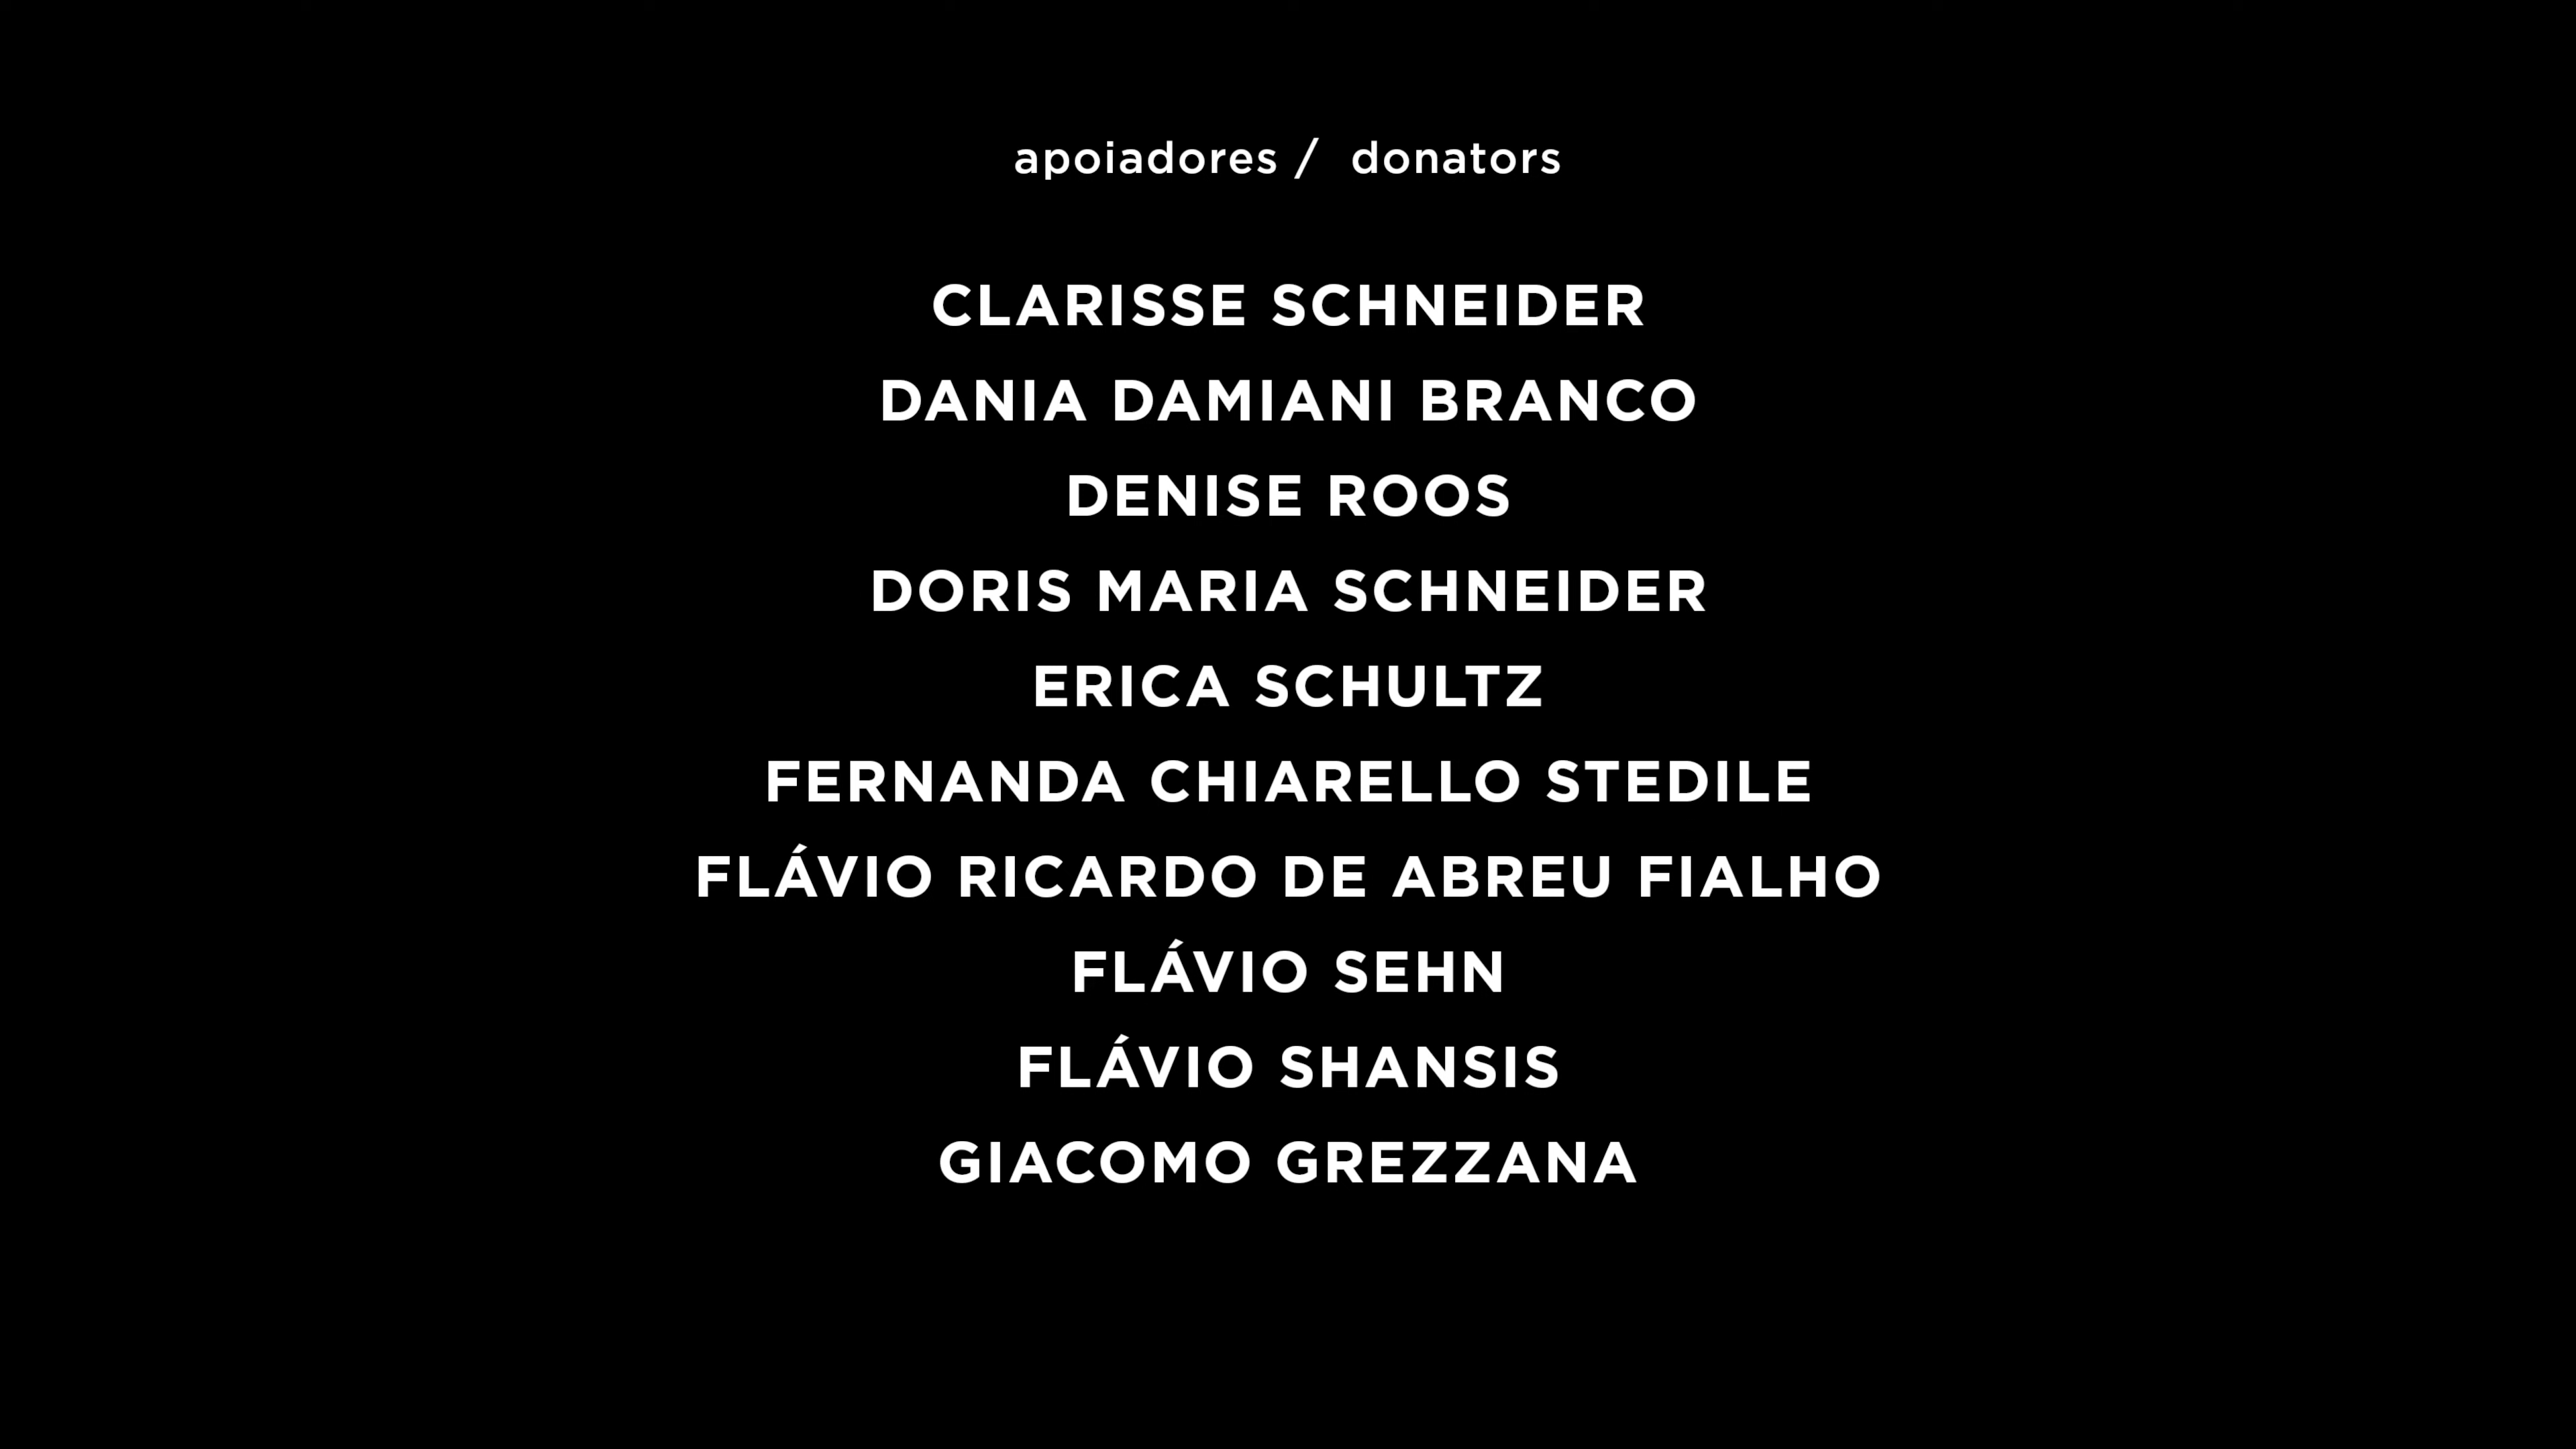 apoiadores / donators
CLARISSE SCHNEIDER
DANIA DAMIANI BRANCO
DENISE ROOS
DORIS MARIA SCHNEIDER
ERICA SCHULTZ
FERNANDA CHIARELLO STEDILE
FLÁVIO RICARDO DE ABREU FIALHO
FLÁVIO SEHN
FLÁVIO SHANSIS
GIACOMO GREZZANA